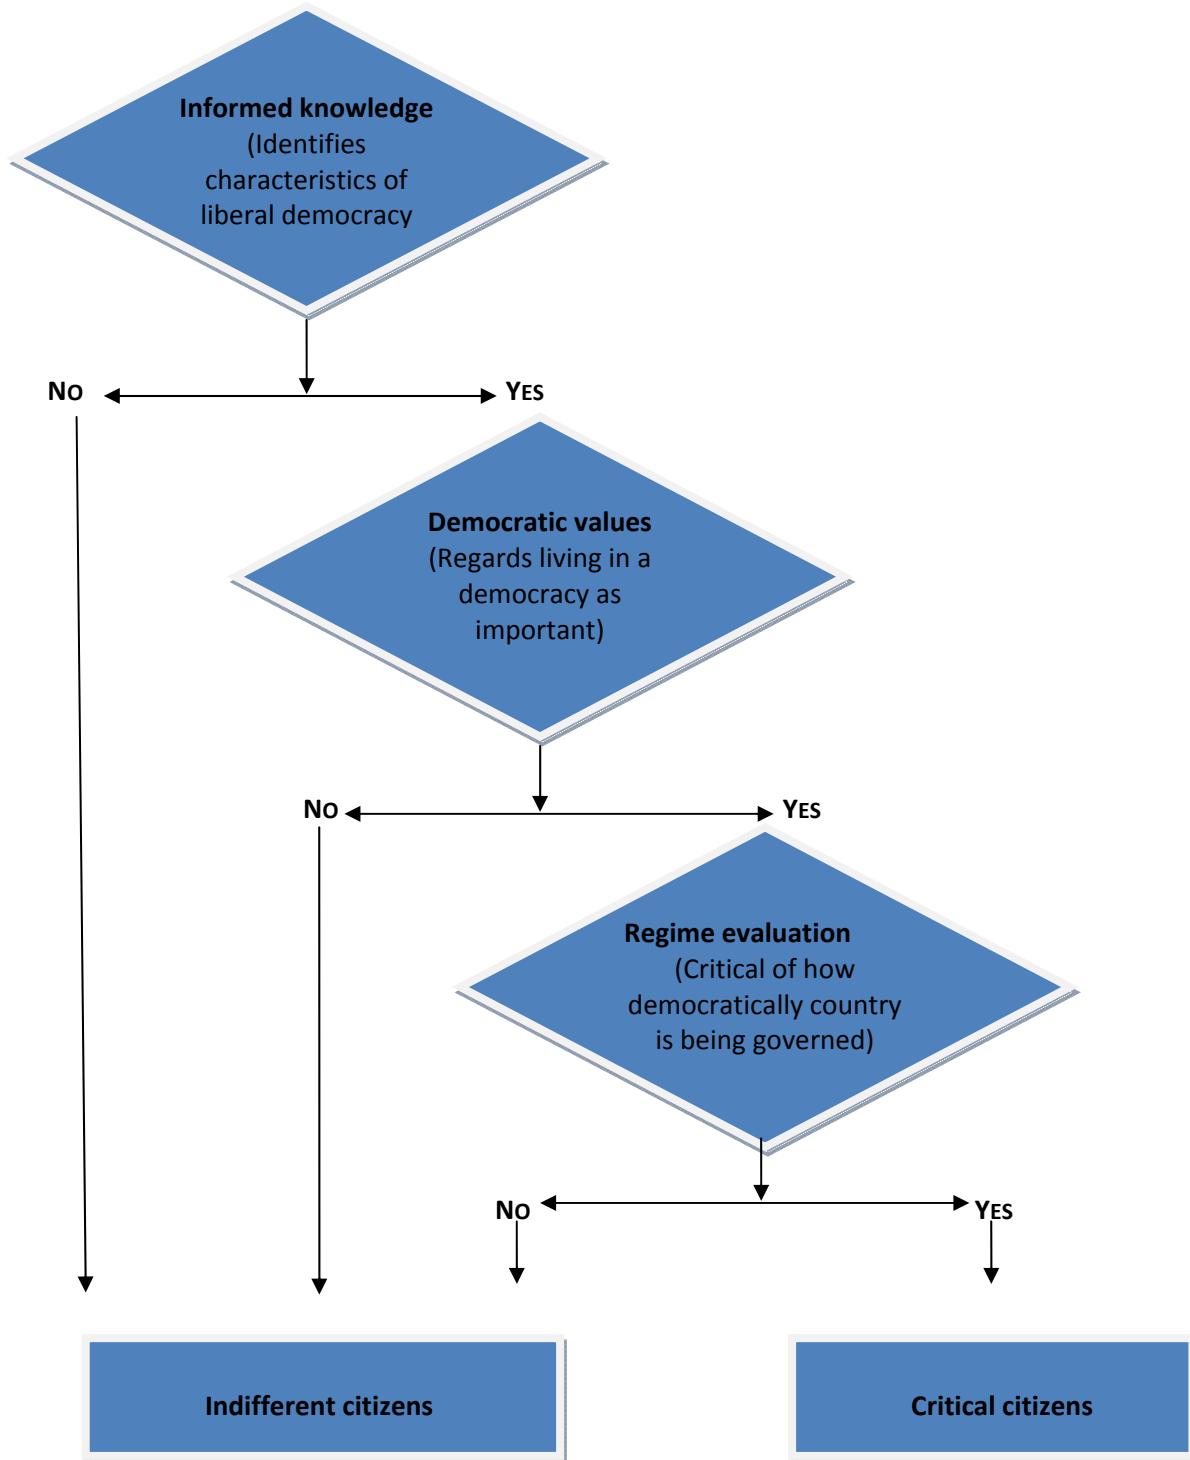 Informed knowledge
(Identifies
characteristics of
liberal democracy
NO
YES
Democratic values
(Regards living in a
democracy as
important)
NO
YES
Regime evaluation
(Critical of how
democratically country
is being governed)
NO
YES
Indifferent citizens
Critical citizens